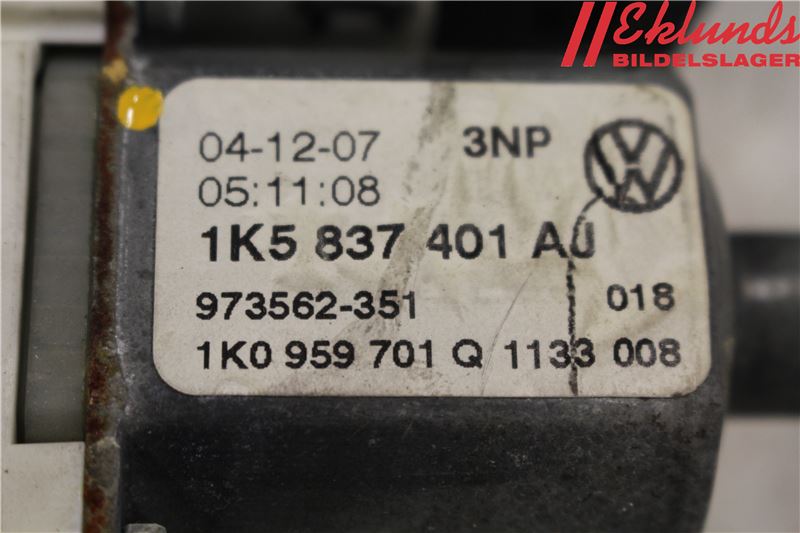 //Eklunds
BILDELSLAGER
04-12-07 3NP
05:11:08
1K5 837 401 AJ
973562-351 018
1K0 959 701 Q 1133 008